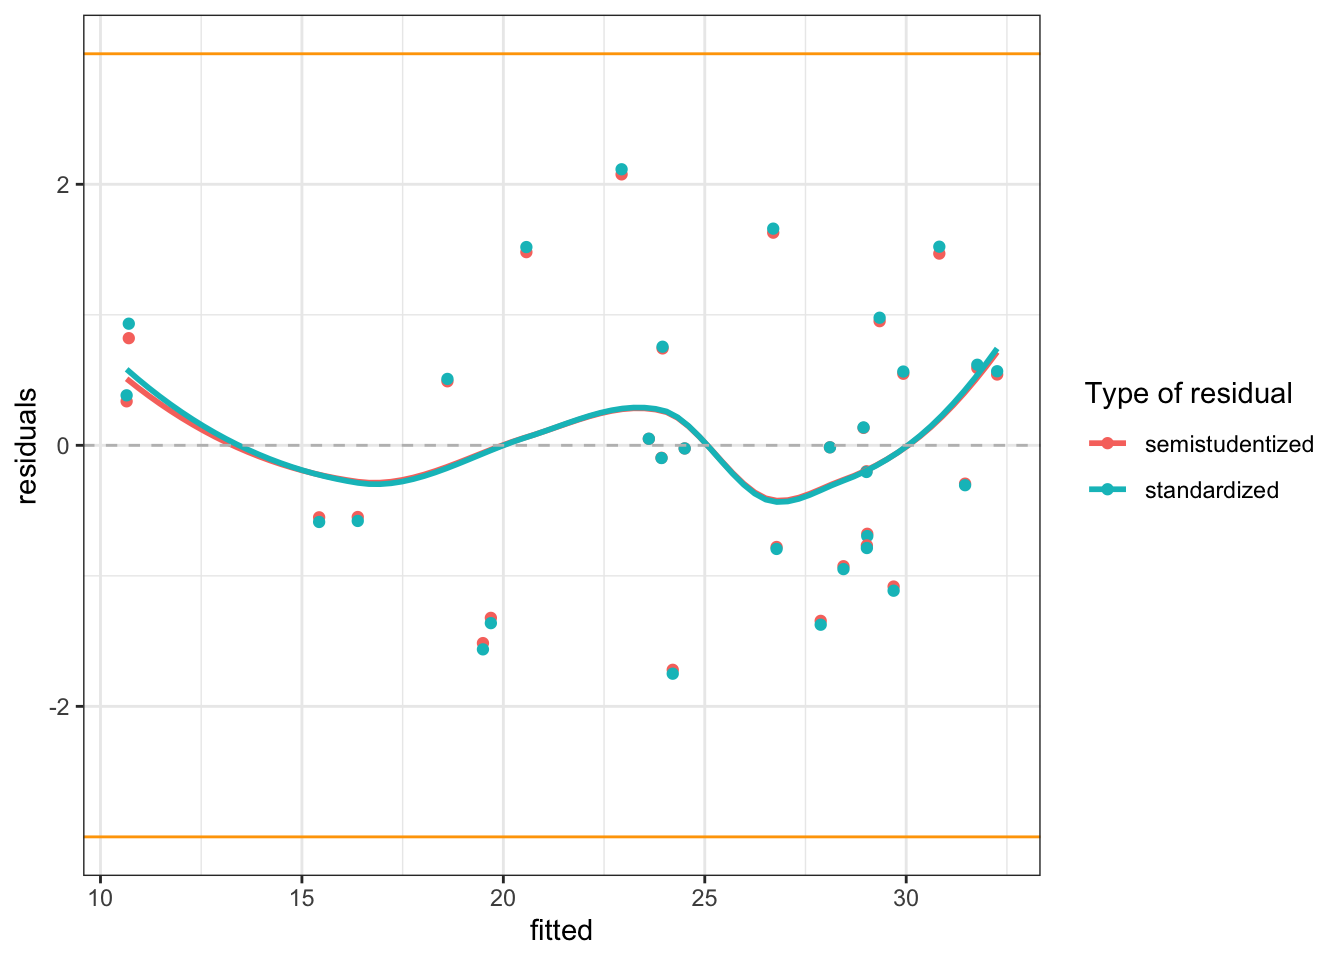 2
0
-2
residuals
10 15 20 25 30
fitted
Type of residual
semistudentized
standardized